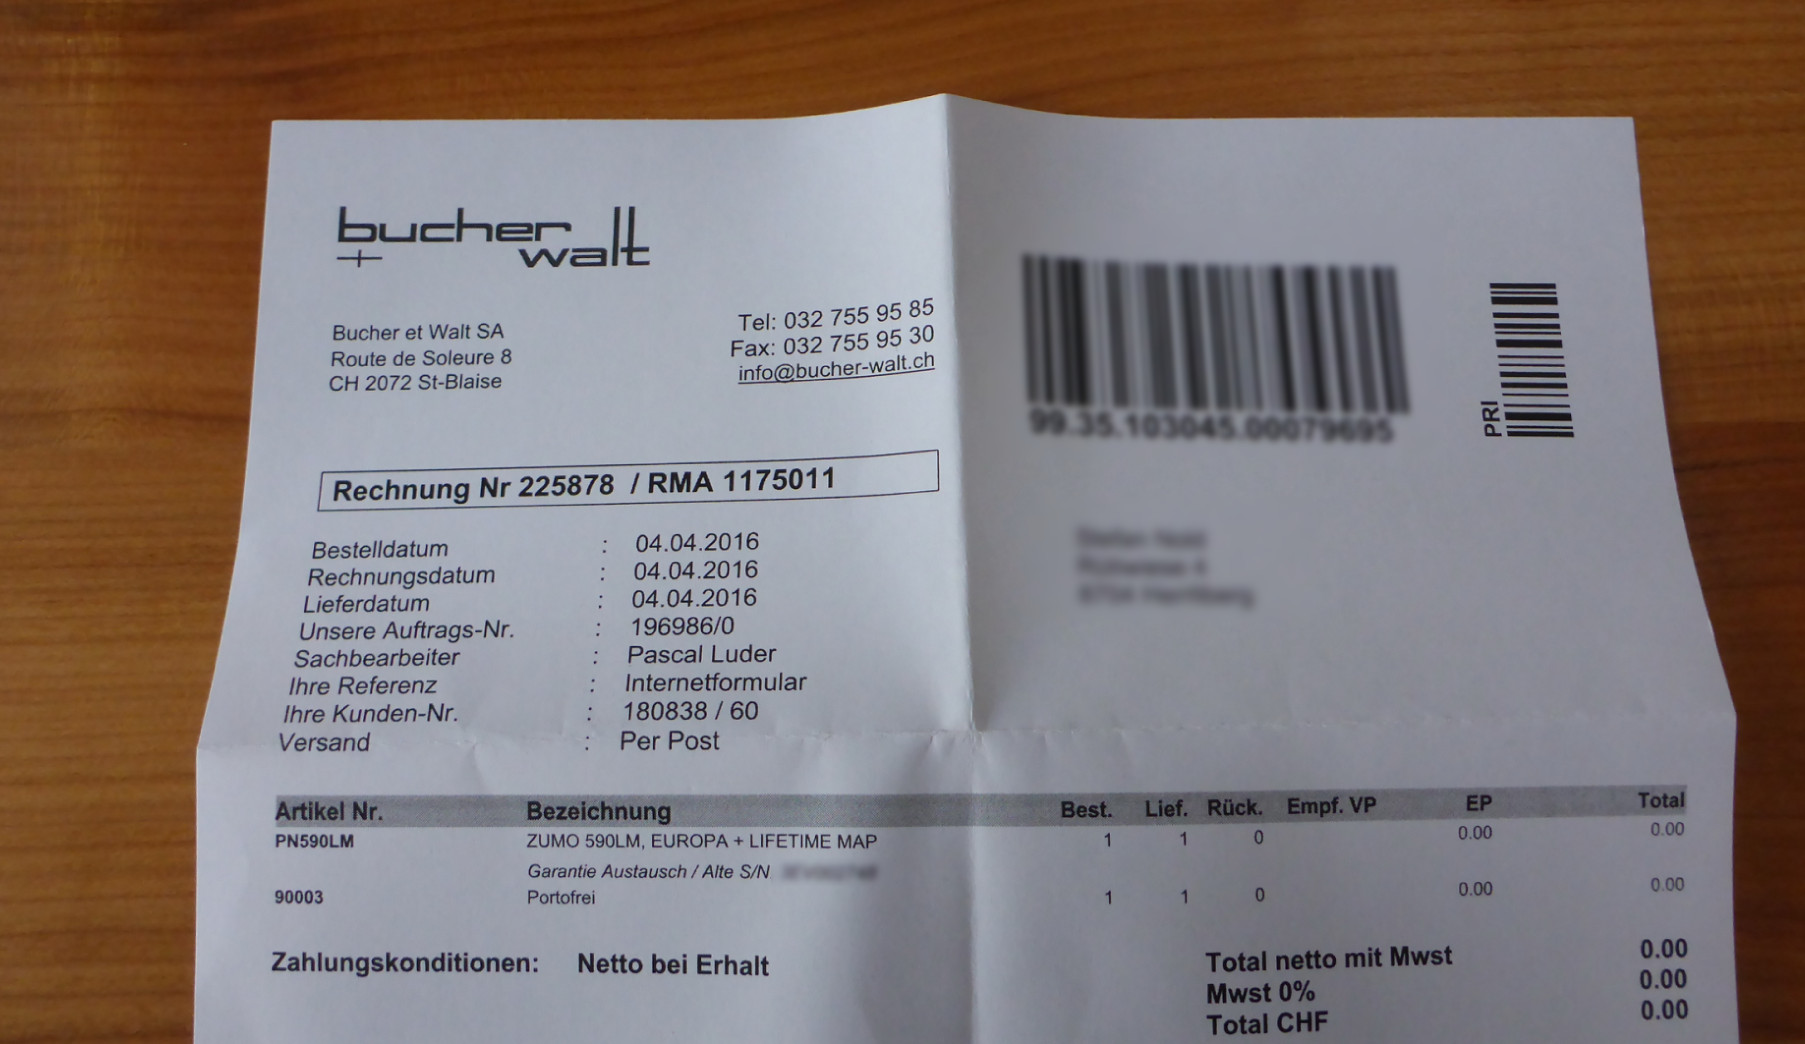 bucher
+ walt
Bucher et Walt SA
Route de Soleure 8
CH 2072 St-Blaise
Tel: 032 755 95 85
Fax: 032 755 95 30
info@bucher-walt.ch
99.35.103045.00079695
PRI
Rechnung Nr 225878 / RMA 1175011
Bestelldatum : 04.04.2016
Rechnungsdatum : 04.04.2016
Lieferdatum : 04.04.2016
Unsere Auftrags-Nr. : 196986/0
Sachbearbeiter : Pascal Luder
Ihre Referenz : Internetformular
Ihre Kunden-Nr. : 180838 / 60
Versand : Per Post
Artikel Nr. Bezeichnung Best. Lief. Rück. Empf. VP EP Total
PN590LM ZUMO 590LM, EUROPA + LIFETIME MAP 1 1 0 0.00 0.00
Garantie Austausch / Alte S/N
90003 Portofrei 1 1 0 0.00 0.00
Zahlungskonditionen: Netto bei Erhalt
Total netto mit Mwst 0.00
Mwst 0% 0.00
Total CHF 0.00